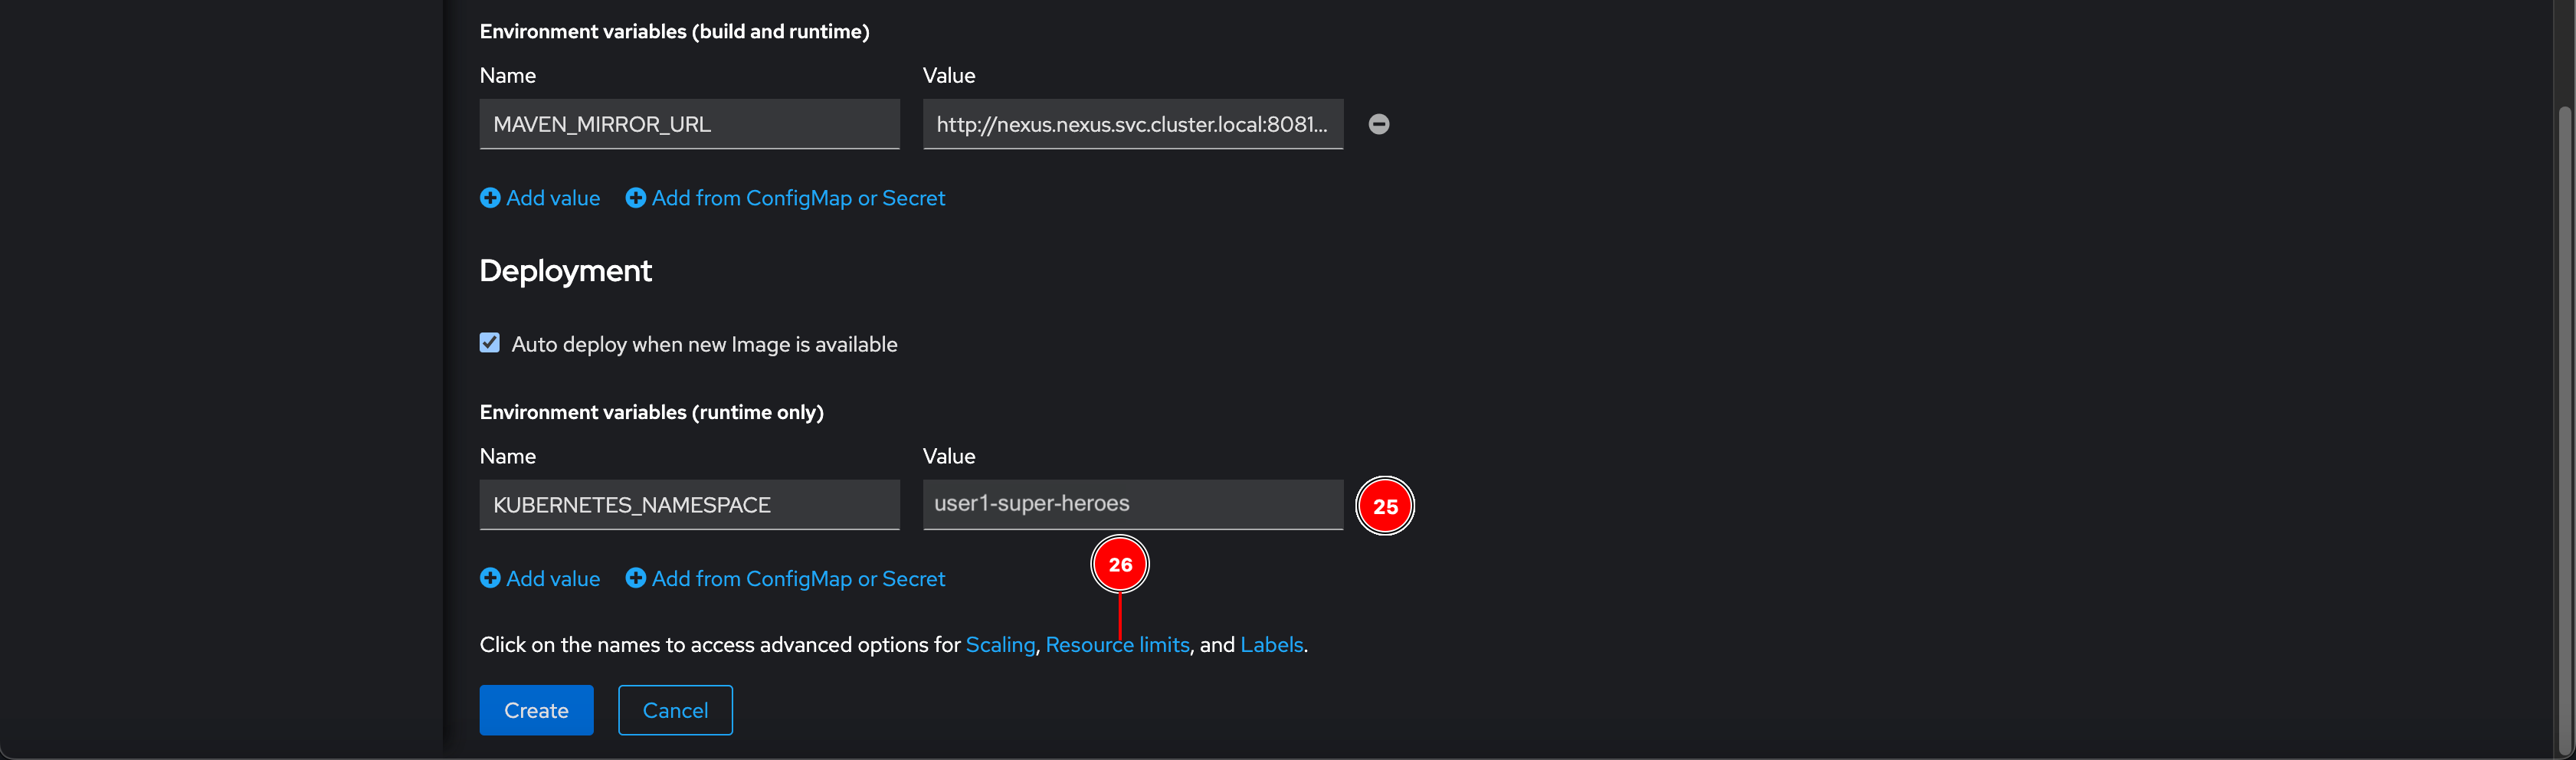 Environment variables (build and runtime)
Name Value
MAVEN_MIRROR_URL http://nexus.nexus.svc.cluster.local:8081...
Add value Add from ConfigMap or Secret
Deployment
Auto deploy when new Image is available
Environment variables (runtime only)
Name Value
KUBERNETES_NAMESPACE user1-super-heroes 25
26
Add value Add from ConfigMap or Secret
Click on the names to access advanced options for Scaling, Resource limits, and Labels.
Create Cancel